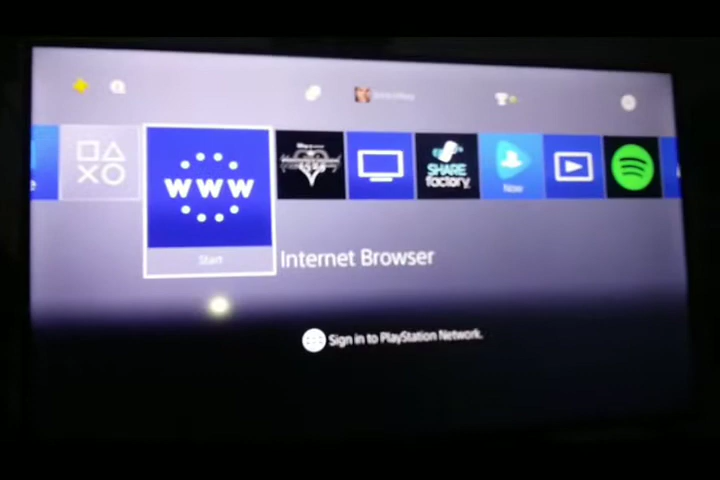 WWW
SHARE
factory
Now
Start
Internet Browser
Sign in to PlayStation Network.